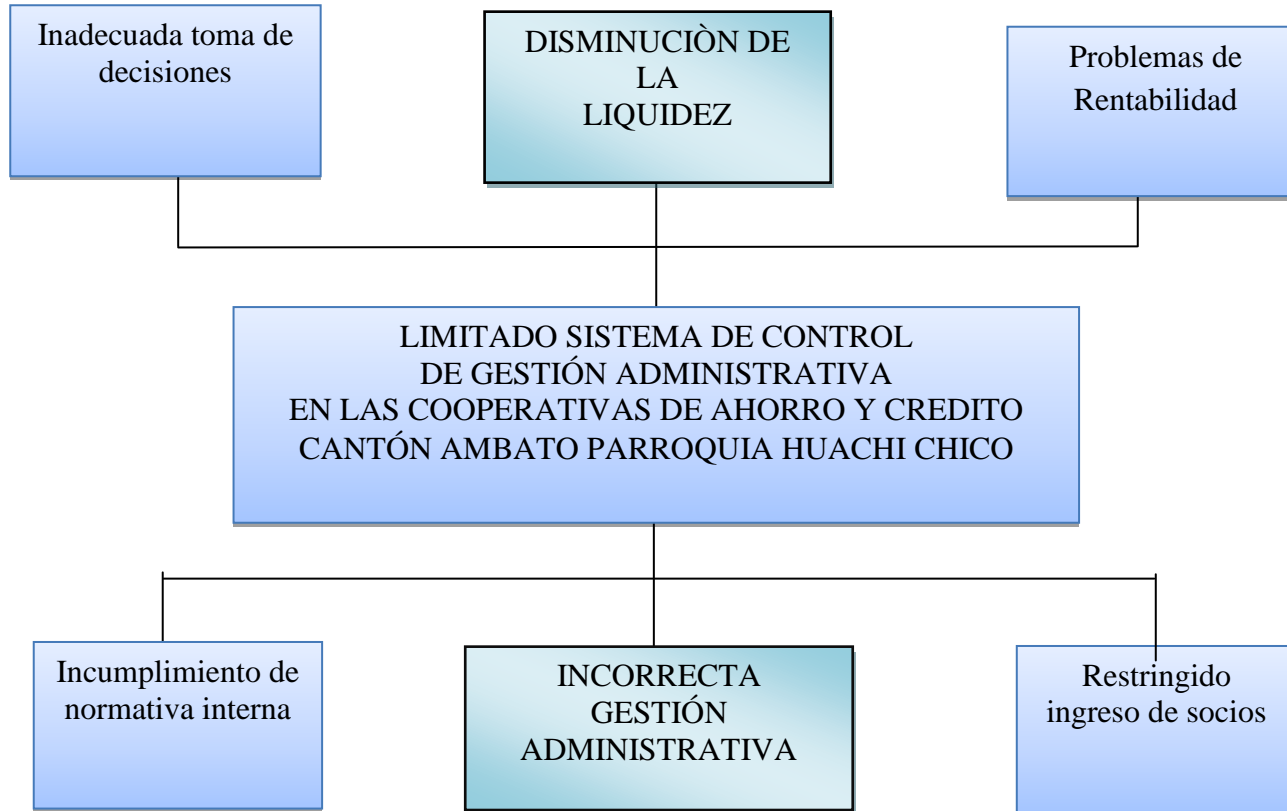 Inadecuada toma de
decisiones
DISMINUCIÒN DE
LA
LIQUIDEZ
Problemas de
Rentabilidad
LIMITADO SISTEMA DE CONTROL
DE GESTIÓN ADMINISTRATIVA
EN LAS COOPERATIVAS DE AHORRO Y CREDITO
CANTÓN AMBATO PARROQUIA HUACHI CHICO
Incumplimiento de
normativa interna
INCORRECTA
GESTIÓN
ADMINISTRATIVA
Restringido
ingreso de socios